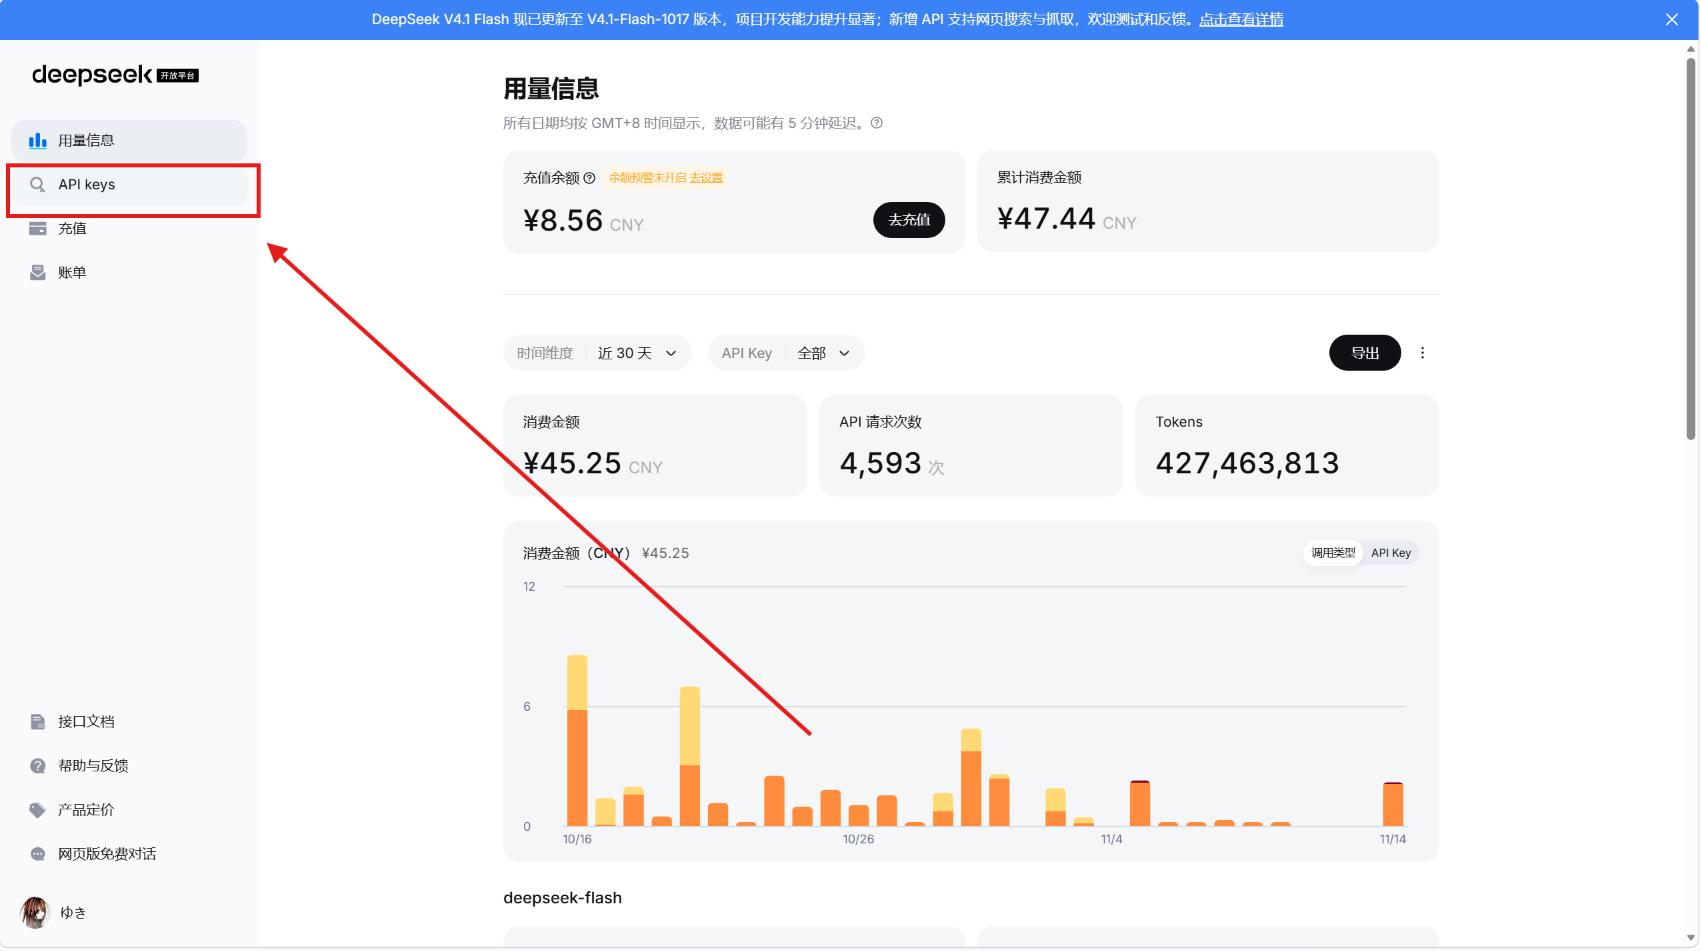 DeepSeek V4.1 Flash 现已更新至 V4.1-Flash-1017 版本，项目开发能力提升显著；新增 API 支持网页搜索与抓取，欢迎测试和反馈。点击查看详情
deepseek 开放平台
用量信息
API keys
充值
账单
接口文档
帮助与反馈
产品定价
网页版免费对话
ゆき
用量信息
所有日期均按 GMT+8 时间显示，数据可能有 5 分钟延迟。
充值余额 余额预警未开启 去设置
¥8.56 CNY
去充值
累计消费金额
¥47.44 CNY
时间维度 近 30 天
API Key 全部
导出
消费金额
¥45.25 CNY
API 请求次数
4,593 次
Tokens
427,463,813
消费金额（CNY） ¥45.25
调用类型 API Key
12
6
0
10/16 10/26 11/4 11/14
deepseek-flash